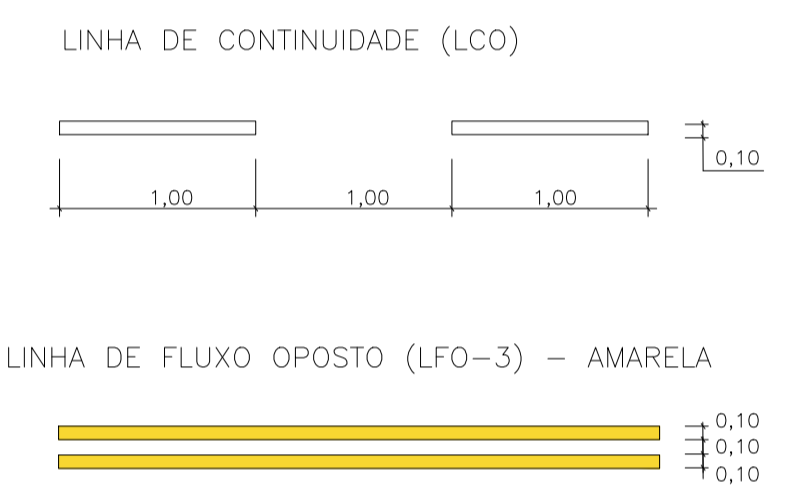 LINHA DE CONTINUIDADE (LCO)
0,10
1,00 1,00 1,00
LINHA DE FLUXO OPOSTO (LFO-3) - AMARELA
0,10
0,10
0,10